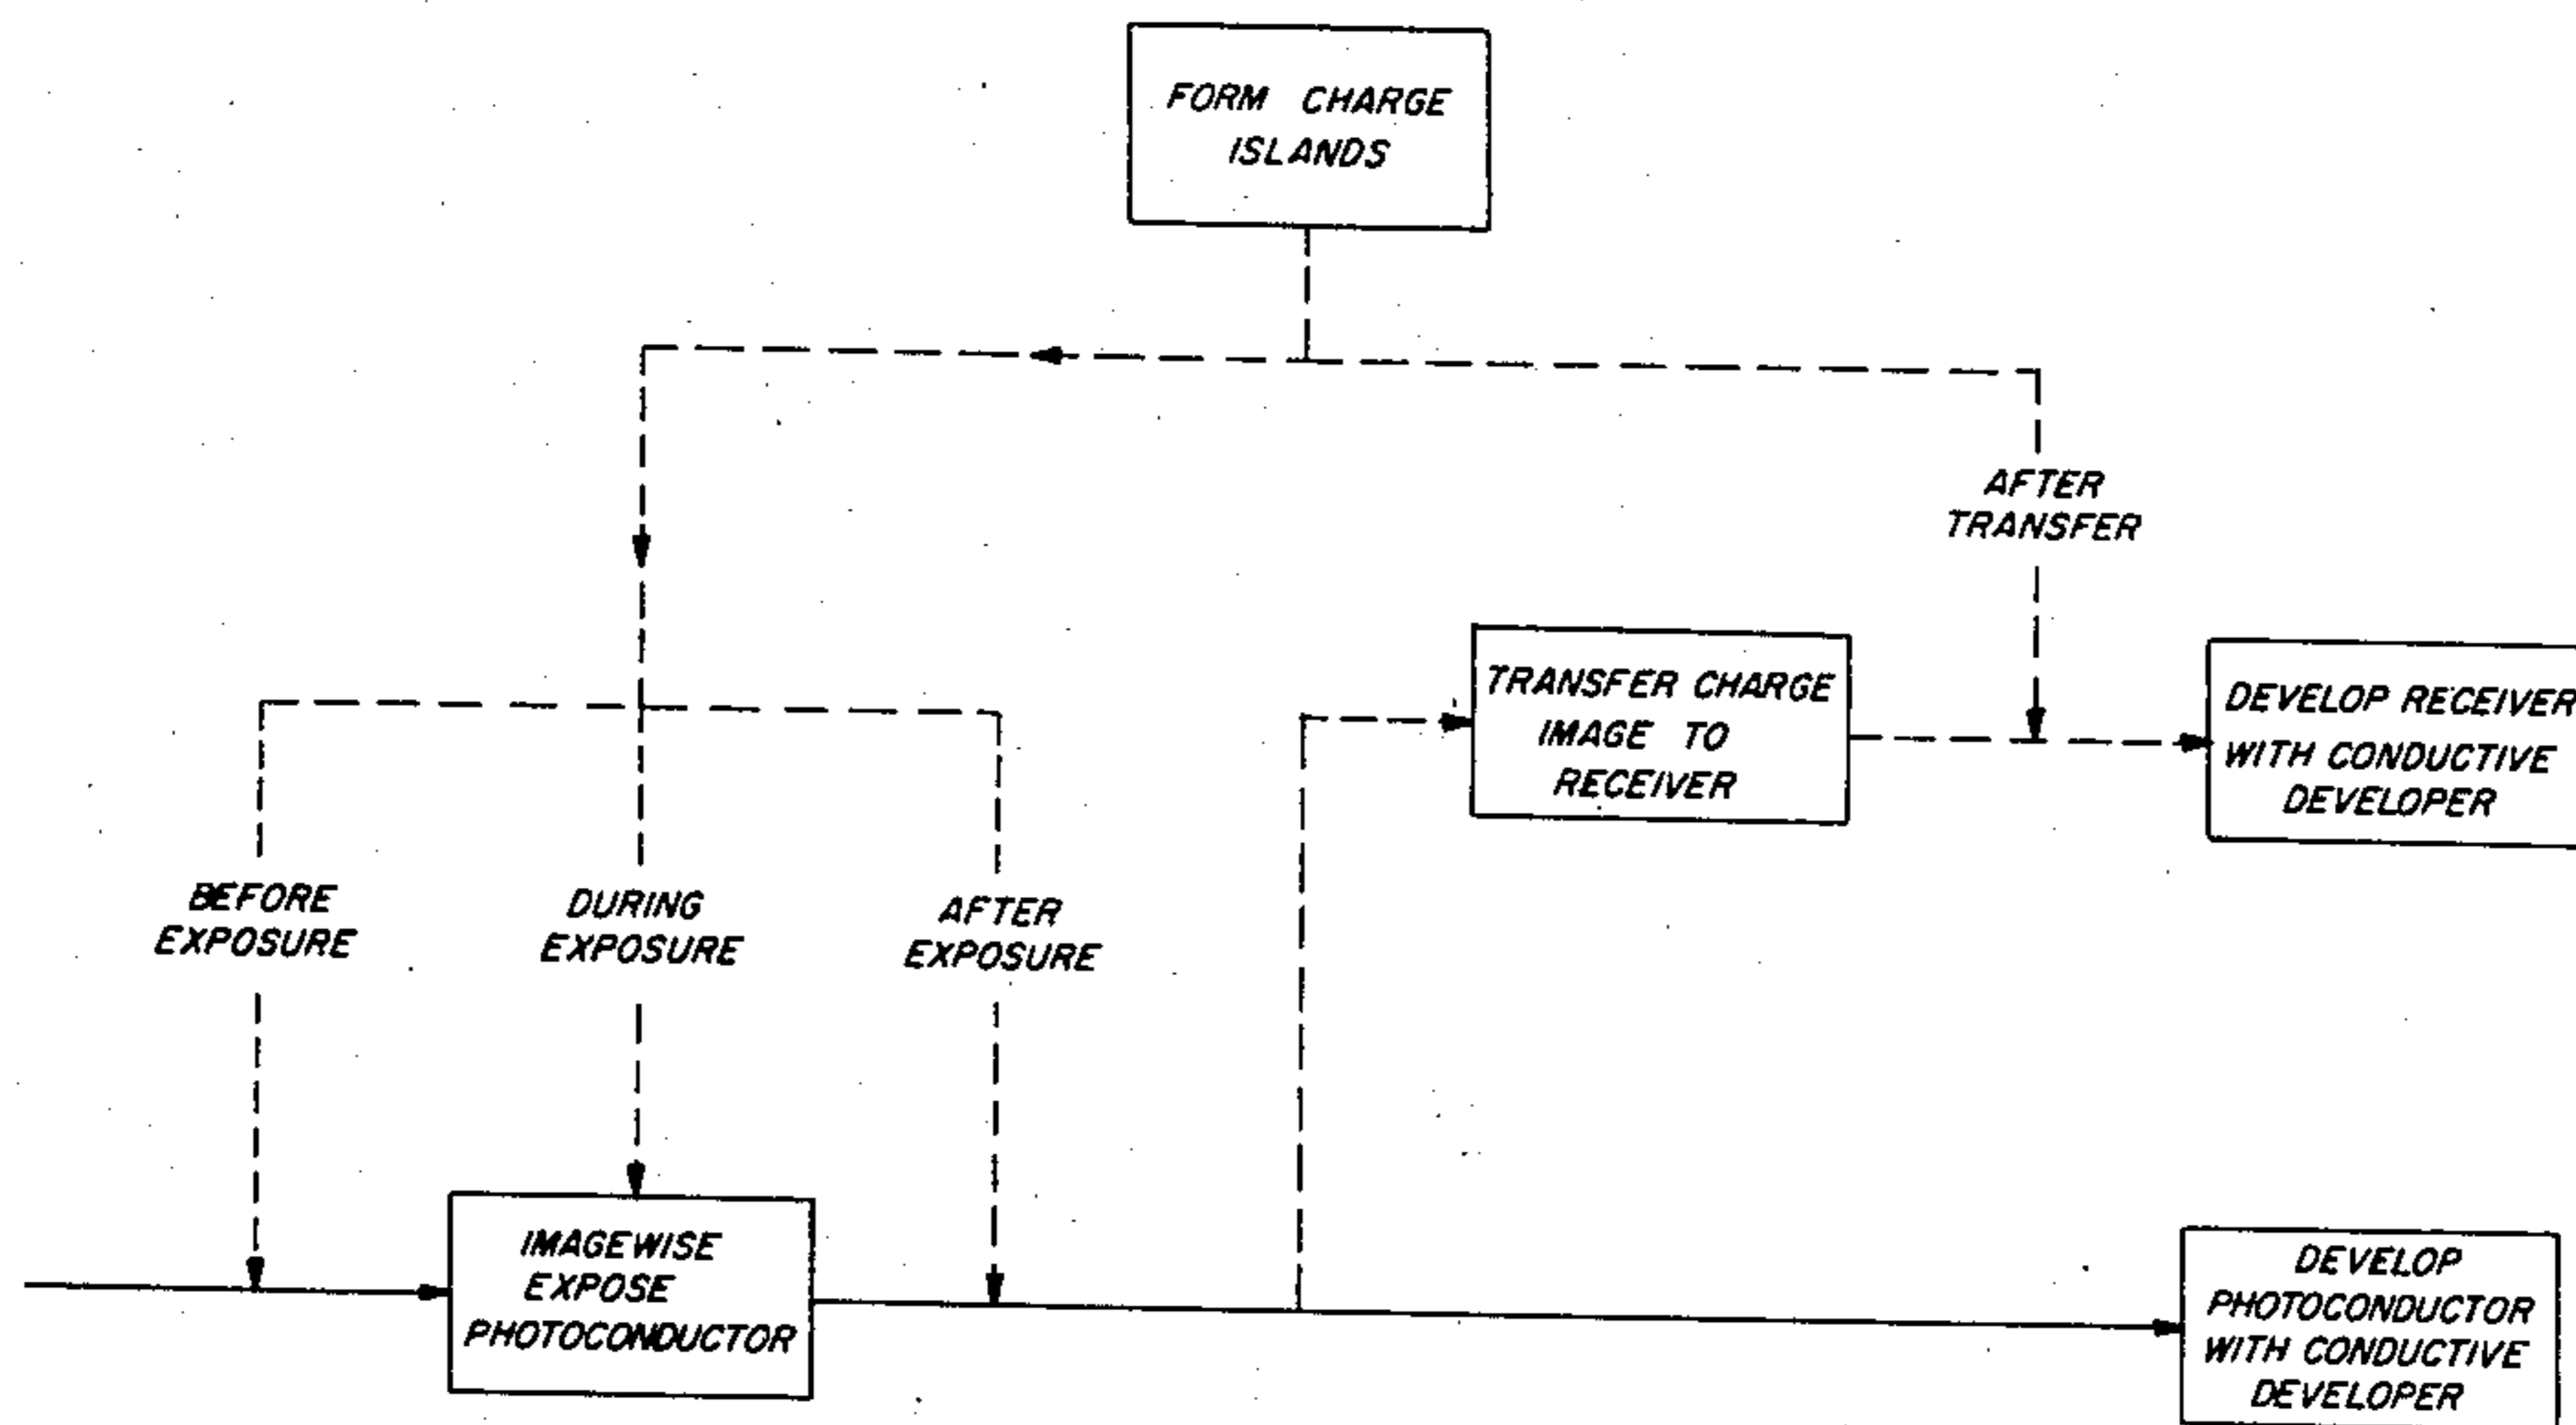 FORM CHARGE
ISLANDS
AFTER
TRANSFER
TRANSFER CHARGE
IMAGE TO
RECEIVER
DEVELOP RECEIVER
WITH CONDUCTIVE
DEVELOPER
BEFORE
EXPOSURE
DURING
EXPOSURE
AFTER
EXPOSURE
IMAGEWISE
EXPOSE
PHOTOCONDUCTOR
DEVELOP
PHOTOCONDUCTOR
WITH CONDUCTIVE
DEVELOPER